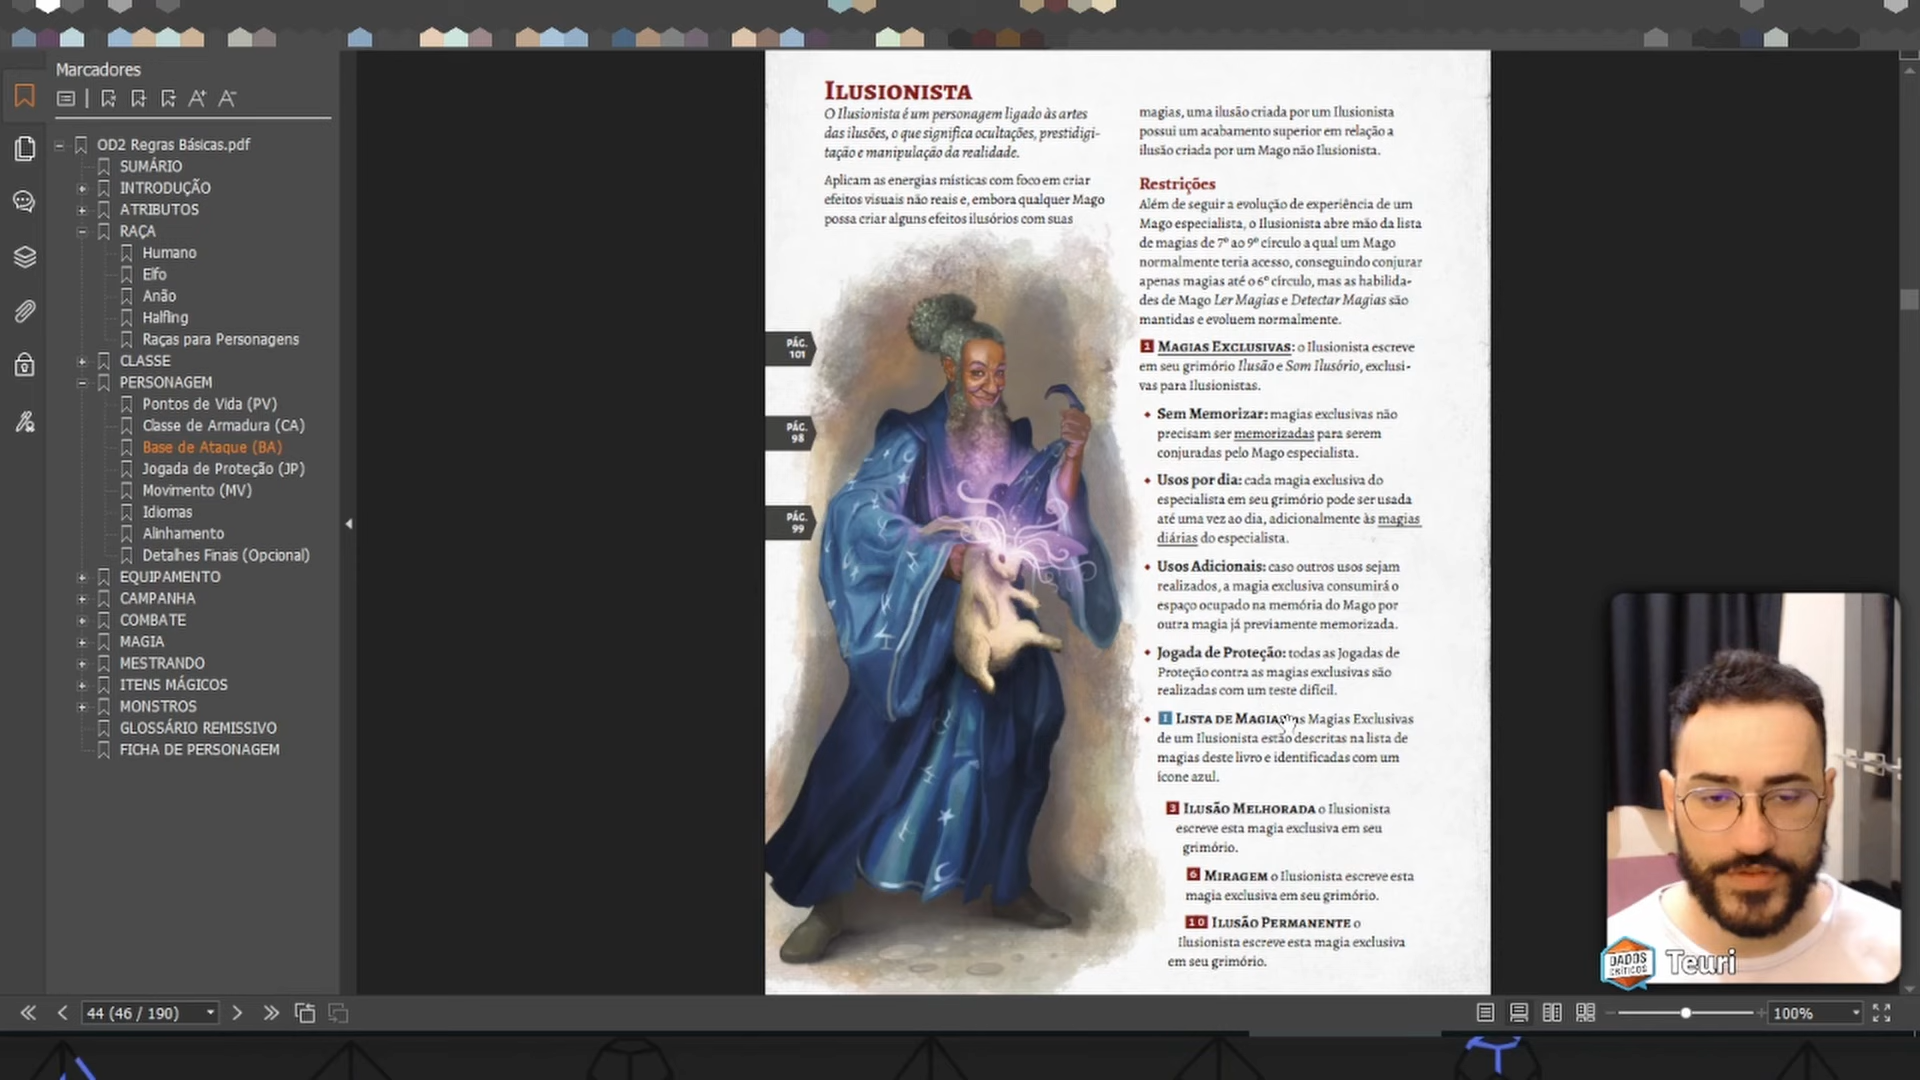 Marcadores
OD2 Regras Básicas.pdf
SUMÁRIO
INTRODUÇÃO
ATRIBUTOS
RAÇA
Humano
Elfo
Anão
Halfling
Raças para Personagens
CLASSE
PERSONAGEM
Pontos de Vida (PV)
Classe de Armadura (CA)
Base de Ataque (BA)
Jogada de Proteção (JP)
Movimento (MV)
Idiomas
Alinhamento
Detalhes Finais (Opcional)
EQUIPAMENTO
CAMPANHA
COMBATE
MAGIA
MESTRANDO
ITENS MÁGICOS
MONSTROS
GLOSSÁRIO REMISSIVO
FICHA DE PERSONAGEM
ILUSIONISTA
O Ilusionista é um personagem ligado às artes
das ilusões, o que significa ocultações, prestidigi-
tação e manipulação da realidade.
Aplicam as energias místicas com foco em criar
efeitos visuais não reais e, embora qualquer Mago
possa criar alguns efeitos ilusórios com suas
PÁG.
101
PÁG.
98
PÁG.
99
magias, uma ilusão criada por um Ilusionista
possui um acabamento superior em relação a
ilusão criada por um Mago não Ilusionista.
Restrições
Além de seguir a evolução de experiência de um
Mago especialista, o Ilusionista abre mão da lista
de magias de 7º ao 9º círculo a qual um Mago
normalmente teria acesso, conseguindo conjurar
apenas magias até o 6º círculo, mas as habilida-
des de Mago Ler Magias e Detectar Magias são
mantidas e evoluem normalmente.
1 MAGIAS EXCLUSIVAS: o Ilusionista escreve
em seu grimório Ilusão e Som Ilusório, exclusi-
vas para Ilusionistas.
Sem Memorizar: magias exclusivas não
precisam ser memorizadas para serem
conjuradas pelo Mago especialista.
Usos por dia: cada magia exclusiva do
especialista em seu grimório pode ser usada
até uma vez ao dia, adicionalmente às magias
diárias do especialista.
Usos Adicionais: caso outros usos sejam
realizados, a magia exclusiva consumirá o
espaço ocupado na memória do Mago por
outra magia já previamente memorizada.
Jogada de Proteção: todas as Jogadas de
Proteção contra as magias exclusivas são
realizadas com um teste difícil.
1 LISTA DE MAGIAS: as Magias Exclusivas
de um Ilusionista estão descritas na lista de
magias deste livro e identificadas com um
ícone azul.
3 ILUSÃO MELHORADA o Ilusionista
escreve esta magia exclusiva em seu
grimório.
6 MIRAGEM o Ilusionista escreve esta
magia exclusiva em seu grimório.
10 ILUSÃO PERMANENTE o
Ilusionista escreve esta magia exclusiva
em seu grimório.
DADOS
CRÍTICOS
Teuri
44 (46 / 190)
100%